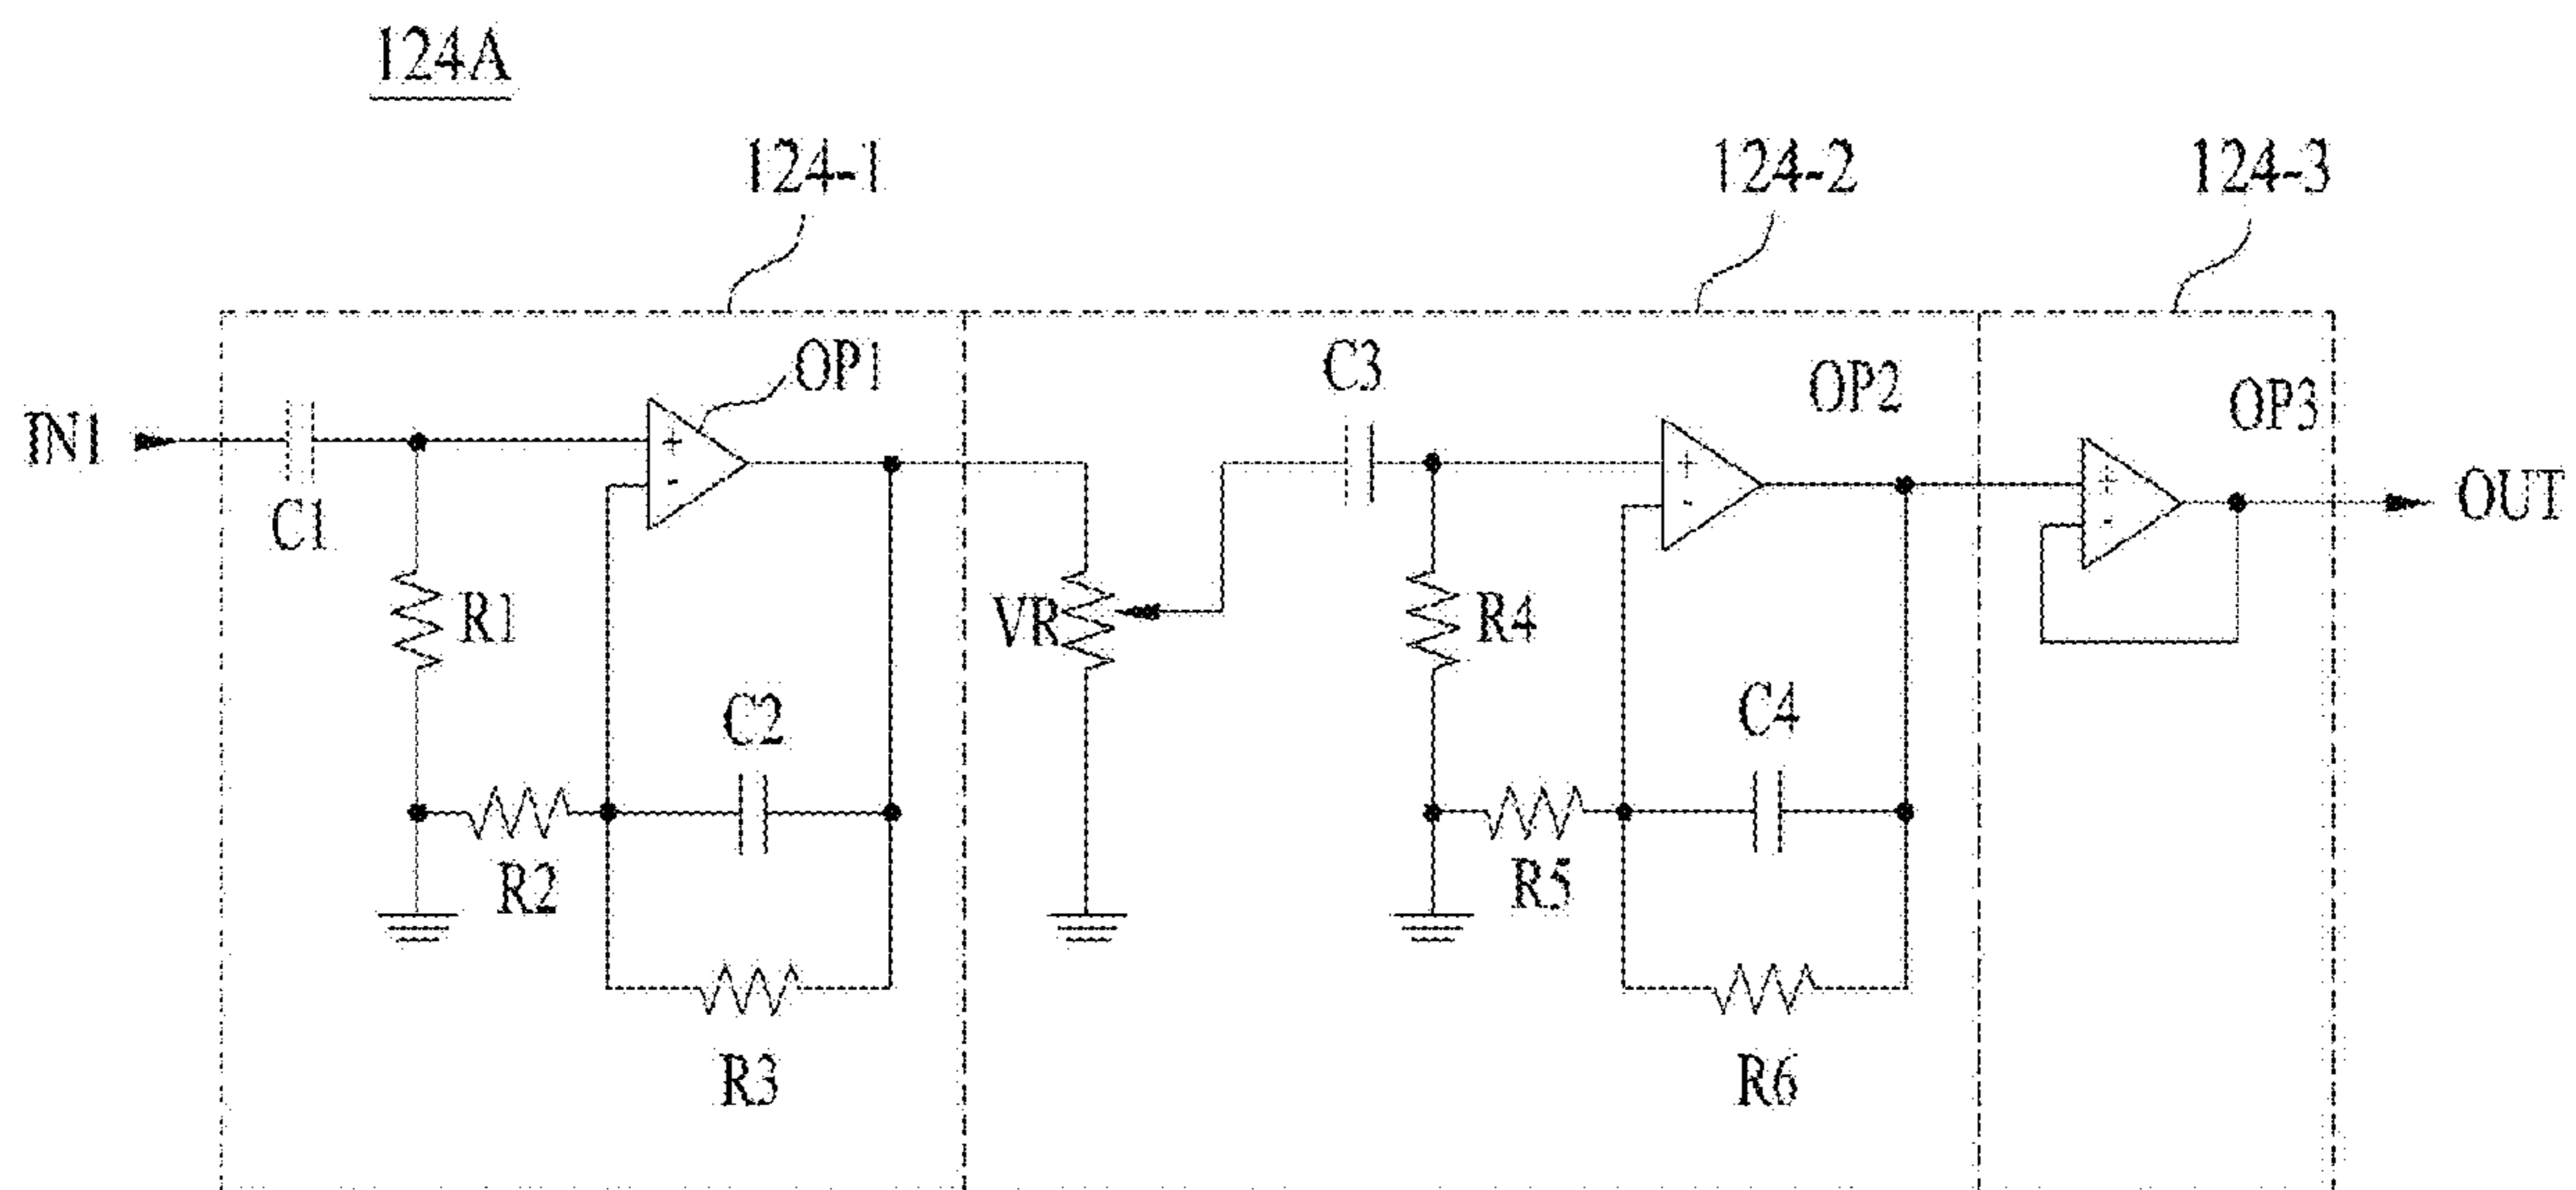 124A
124-1
124-2
124-3
IN1
C1
R1
R2
OP1
+
-
C2
R3
VR
C3
R4
R5
OP2
+
-
C4
R6
OP3
+
-
OUT